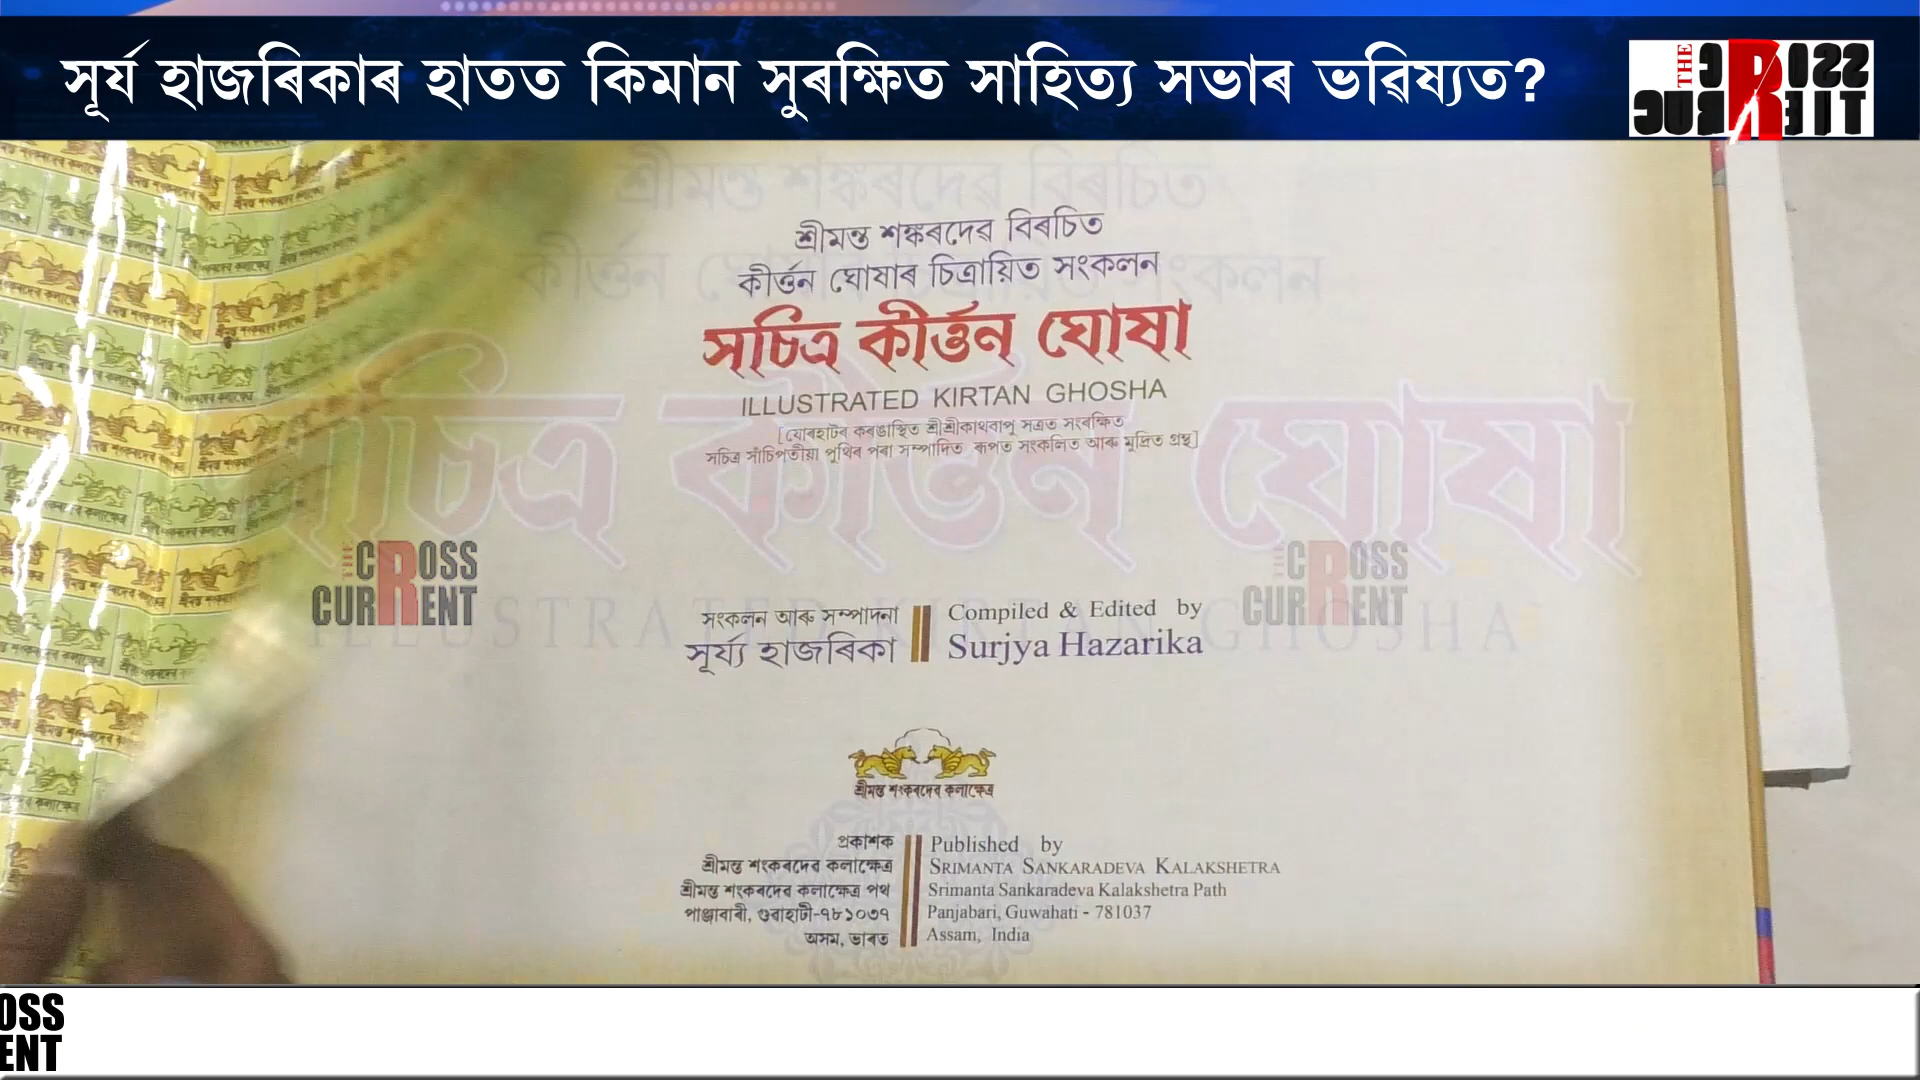 সূৰ্য হাজৰিকাৰ হাতত কিমান সুৰক্ষিত সাহিত্য সভাৰ ভৱিষ্যত?
THE CROSS
CURRENT
শ্ৰীমন্ত শঙ্কৰদেৱ বিৰচিত
কীৰ্ত্তন ঘোষাৰ চিত্ৰায়িত সংকলন
সচিত্ৰ কীৰ্ত্তন ঘোষা
ILLUSTRATED KIRTAN GHOSHA
[যোৰহাটৰ কৰঙাস্থিত শ্ৰীশ্ৰীকাথবাপু সত্ৰত সংৰক্ষিত
সচিত্ৰ সাঁচিপতীয়া পুথিৰ পৰা সম্পাদিত ৰূপত সংকলিত আৰু মুদ্ৰিত গ্ৰন্থ]
THE CROSS
CURRENT
THE CROSS
CURRENT
সংকলন আৰু সম্পাদনা
সূৰ্য্য হাজৰিকা
Compiled & Edited by
Surjya Hazarika
শ্ৰীমন্ত শংকৰদেৱ কলাক্ষেত্ৰ
প্ৰকাশক
শ্ৰীমন্ত শংকৰদেৱ কলাক্ষেত্ৰ
শ্ৰীমন্ত শংকৰদেৱ কলাক্ষেত্ৰ পথ
পাঞ্জাবাৰী, গুৱাহাটী-৭৮১০৩৭
অসম, ভাৰত
Published by
SRIMANTA SANKARADEVA KALAKSHETRA
Srimanta Sankaradeva Kalakshetra Path
Panjabari, Guwahati - 781037
Assam, India
OSS
ENT